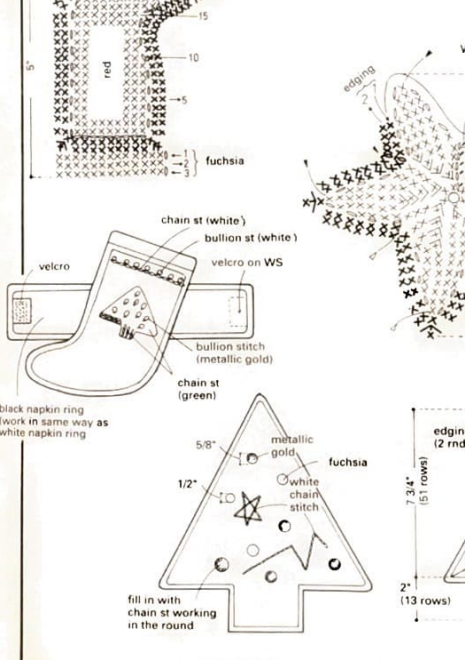 15
10
5
5"
red
1
2
3
fuchsia
edging
2
chain st (white)
bullion st (white)
velcro
velcro on WS
bullion stitch
(metallic gold)
chain st
(green)
black napkin ring
(work in same way as
white napkin ring
5/8"
metallic
gold
fuchsia
1/2"
white
chain
stitch
fill in with
chain st working
in the round
edgin
(2 rnd
7 3/4"
(51 rows)
2"
(13 rows)